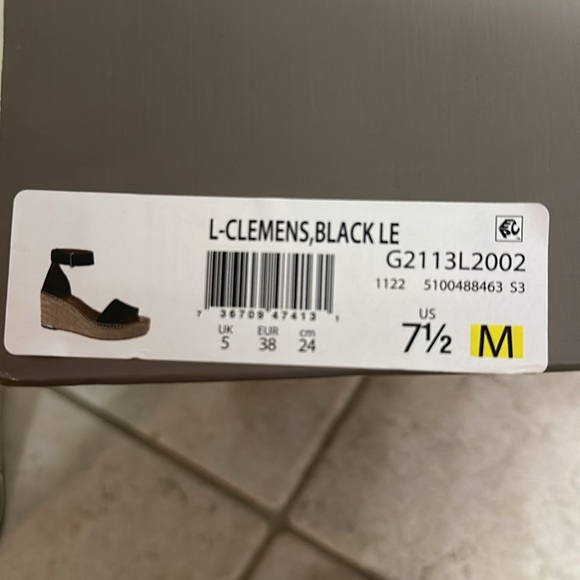 L-CLEMENS,BLACK LE
G2113L2002
1122 5100488463 S3
7 36709 47413 1
UK EUR cm
5 38 24
US
7½ M